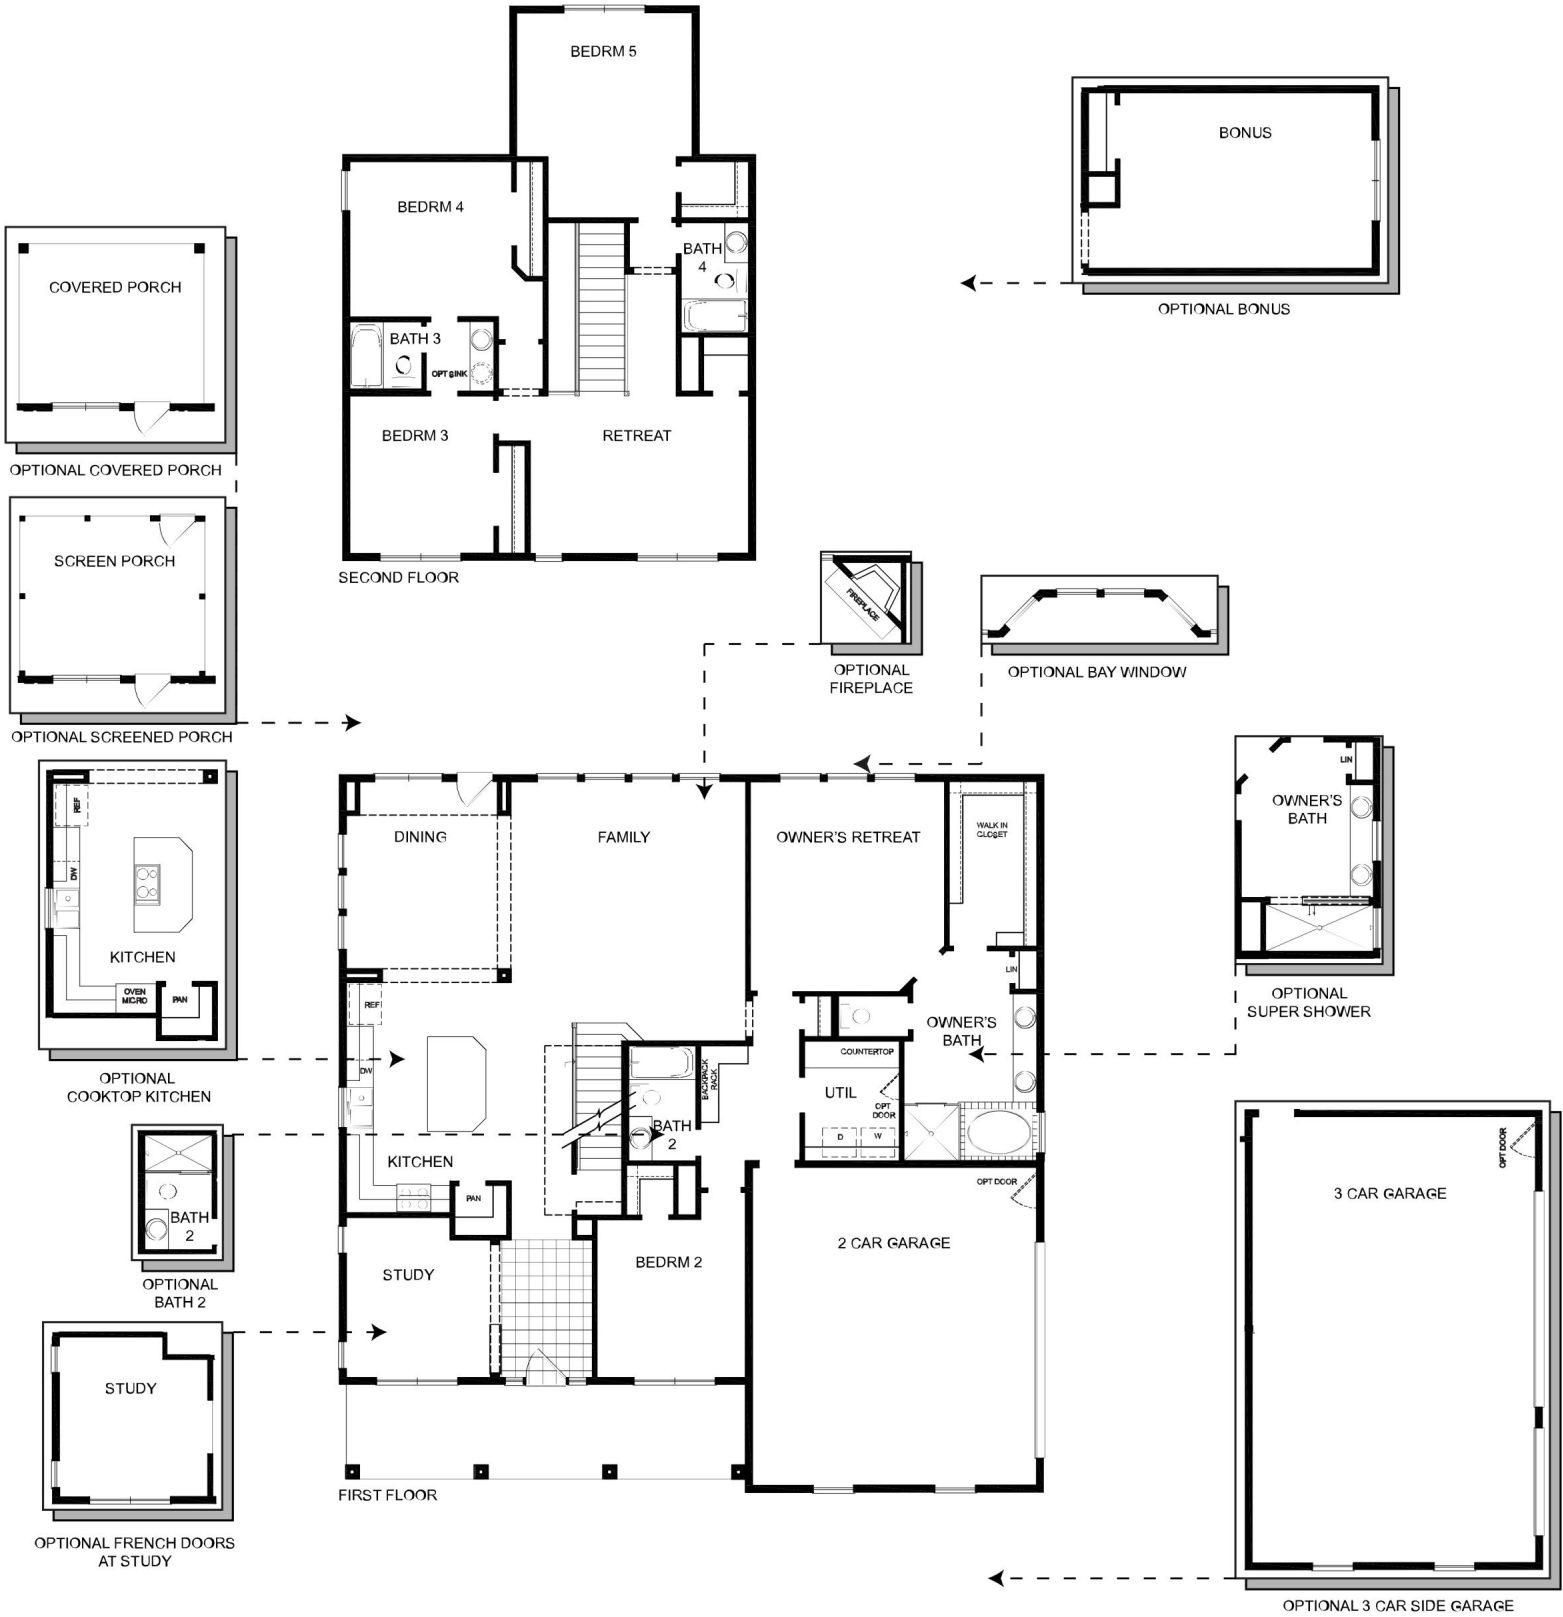 BEDRM 5
BONUS
BEDRM 4
BATH
4
COVERED PORCH
OPTIONAL BONUS
BATH 3
OPT SINK
BEDRM 3
RETREAT
OPTIONAL COVERED PORCH
SCREEN PORCH
SECOND FLOOR
FIREPLACE
OPTIONAL
FIREPLACE
OPTIONAL BAY WINDOW
OPTIONAL SCREENED PORCH
LIN
OWNER'S
BATH
OPTIONAL
SUPER SHOWER
REF
DW
KITCHEN
OVEN
MICRO
PAN
OPTIONAL
COOKTOP KITCHEN
DINING
FAMILY
OWNER'S RETREAT
WALK IN
CLOSET
LIN
REF
OWNER'S
BATH
COUNTERTOP
BACKPACK
RACK
DW
UTIL
OPT
DOOR
BATH
2
D
W
KITCHEN
PAN
OPT DOOR
BATH
2
OPTIONAL
BATH 2
2 CAR GARAGE
BEDRM 2
STUDY
OPT DOOR
3 CAR GARAGE
STUDY
FIRST FLOOR
OPTIONAL FRENCH DOORS
AT STUDY
OPTIONAL 3 CAR SIDE GARAGE